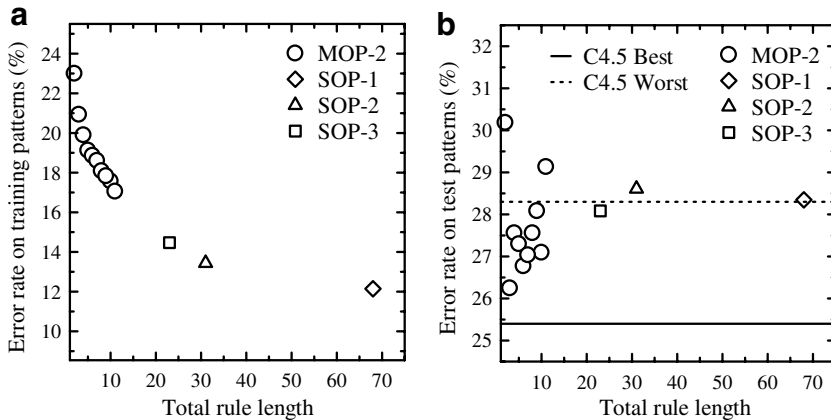 a
Error rate on training patterns (%)
24
22
20
18
16
14
12
10
MOP-2
SOP-1
SOP-2
SOP-3
10 20 30 40 50 60 70
Total rule length
b
Error rate on test patterns (%)
32
31
30
29
28
27
26
25
C4.5 Best
C4.5 Worst
MOP-2
SOP-1
SOP-2
SOP-3
10 20 30 40 50 60 70
Total rule length